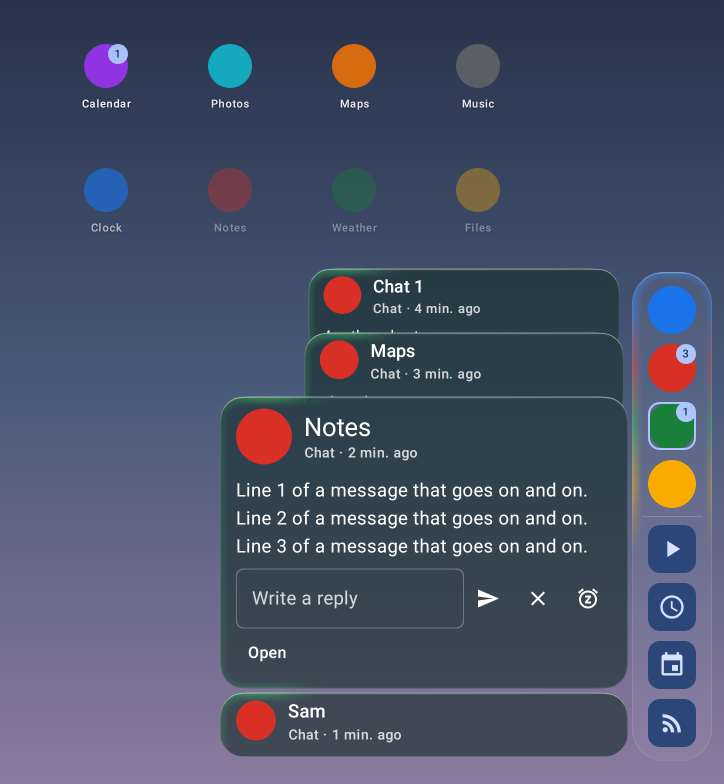 1
Calendar
Photos
Maps
Music
Clock
Notes
Weather
Files
Chat 1
Chat · 4 min. ago
3
Maps
Chat · 3 min. ago
1
Notes
Chat · 2 min. ago
Line 1 of a message that goes on and on.
Line 2 of a message that goes on and on.
Line 3 of a message that goes on and on.
Write a reply
Open
Sam
Chat · 1 min. ago